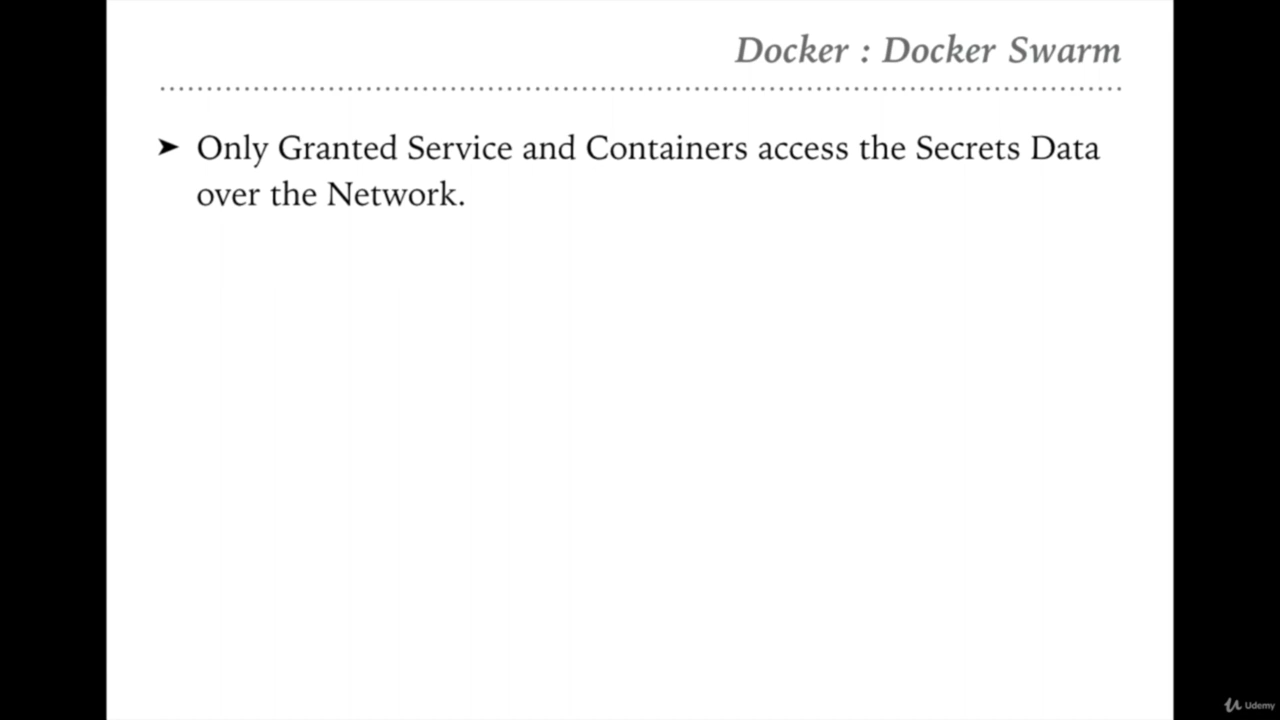 Docker : Docker Swarm
➤ Only Granted Service and Containers access the Secrets Data
over the Network.
Udemy